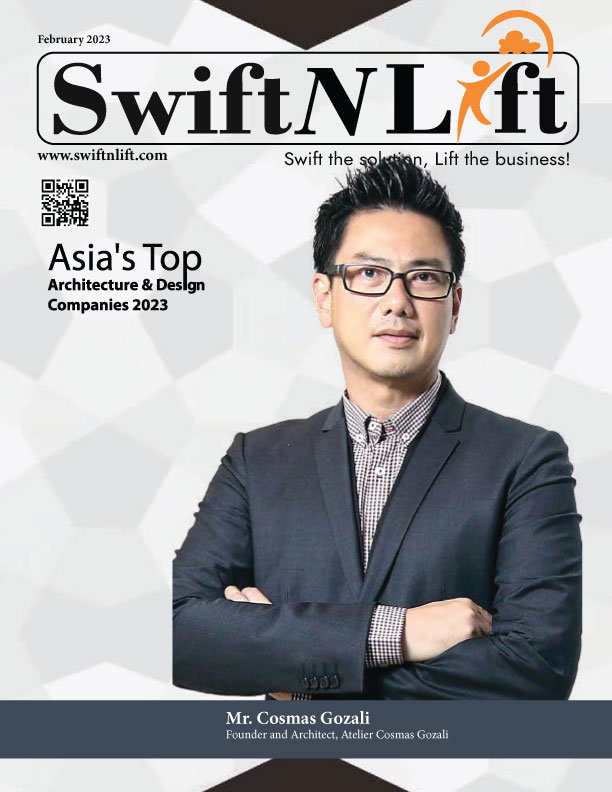 February 2023
SwiftNLift
www.swiftnlift.com
Swift the solution, Lift the business!
Asia's Top
Architecture & Design
Companies 2023
Mr. Cosmas Gozali
Founder and Architect, Atelier Cosmas Gozali